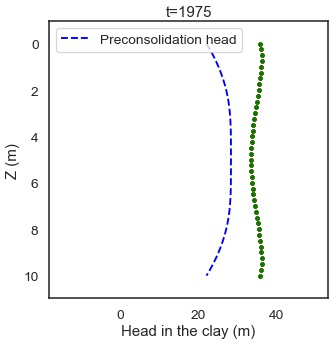 t=1975
Preconsolidation head
0
2
4
6
8
10
Z (m)
0
20
40
Head in the clay (m)